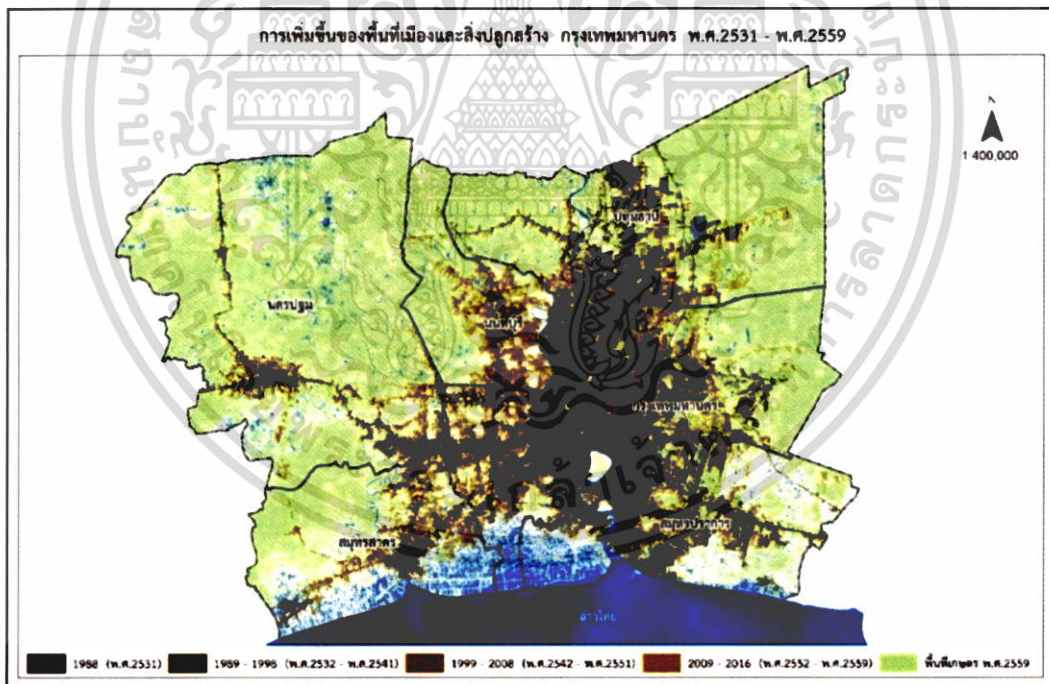 การเพิ่มขึ้นของพื้นที่เมืองและสิ่งปลูกสร้าง กรุงเทพมหานคร พ.ศ.2531 - พ.ศ.2559
N
1 400,000
ปทุมธานี
นครปฐม
นนทบุรี
กรุงเทพมหานคร
สมุทรปราการ
สมุทรสาคร
อ่าวไทย
1988 (พ.ศ.2531) 1989 - 1998 (พ.ศ.2532 - พ.ศ.2541) 1999 - 2008 (พ.ศ.2542 - พ.ศ.2551) 2009 - 2016 (พ.ศ.2552 - พ.ศ.2559) พื้นที่เกษตร พ.ศ.2559